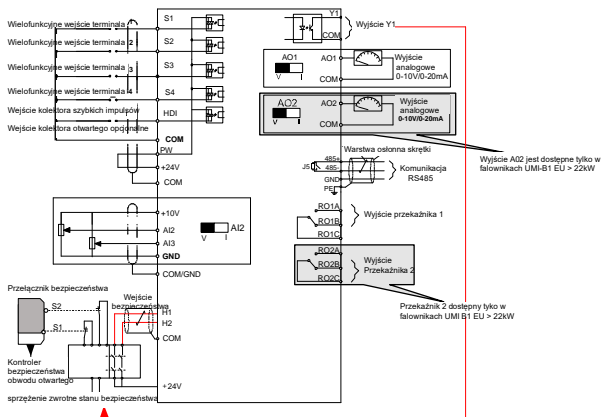 Wielofunkcyjne wejście terminala 1
S1
Wielofunkcyjne wejście terminala 2
S2
Wielofunkcyjne wejście terminala 3
S3
Wielofunkcyjne wejście terminala 4
S4
Wejście kolektora szybkich impulsów
HDI
Wejście kolektora otwartego opcjonalne
COM
PW
+24V
COM
+10V
AI2
AI3
GND
COM/GND
AI2
V I
Przełącznik bezpieczeństwa
S2
S1
Wejście
bezpieczeństwa
H1
H2
COM
+24V
Kontroler
bezpieczeństwa
obwodu otwartego
sprzężenie zwrotne stanu bezpieczeństwa
Y1
COM
Wyjście Y1
AO1
V I
AO1
COM
Wyjście
analogowe
0-10V/0-20mA
AO2
V I
AO2
COM
Wyjście
analogowe
0-10V/0-20mA
Wyjście A02 jest dostępne tylko w
falownikach UMI-B1 EU > 22kW
Warstwa osłonna skrętki
J5
485+
485-
GND
PE
Komunikacja
RS485
RO1A
RO1B
RO1C
Wyjście przekaźnika 1
RO2A
RO2B
RO2C
Wyjście
Przekaźnika 2
Przekaźnik 2 dostępny tyko w
falownikach UMI B1 EU > 22kW